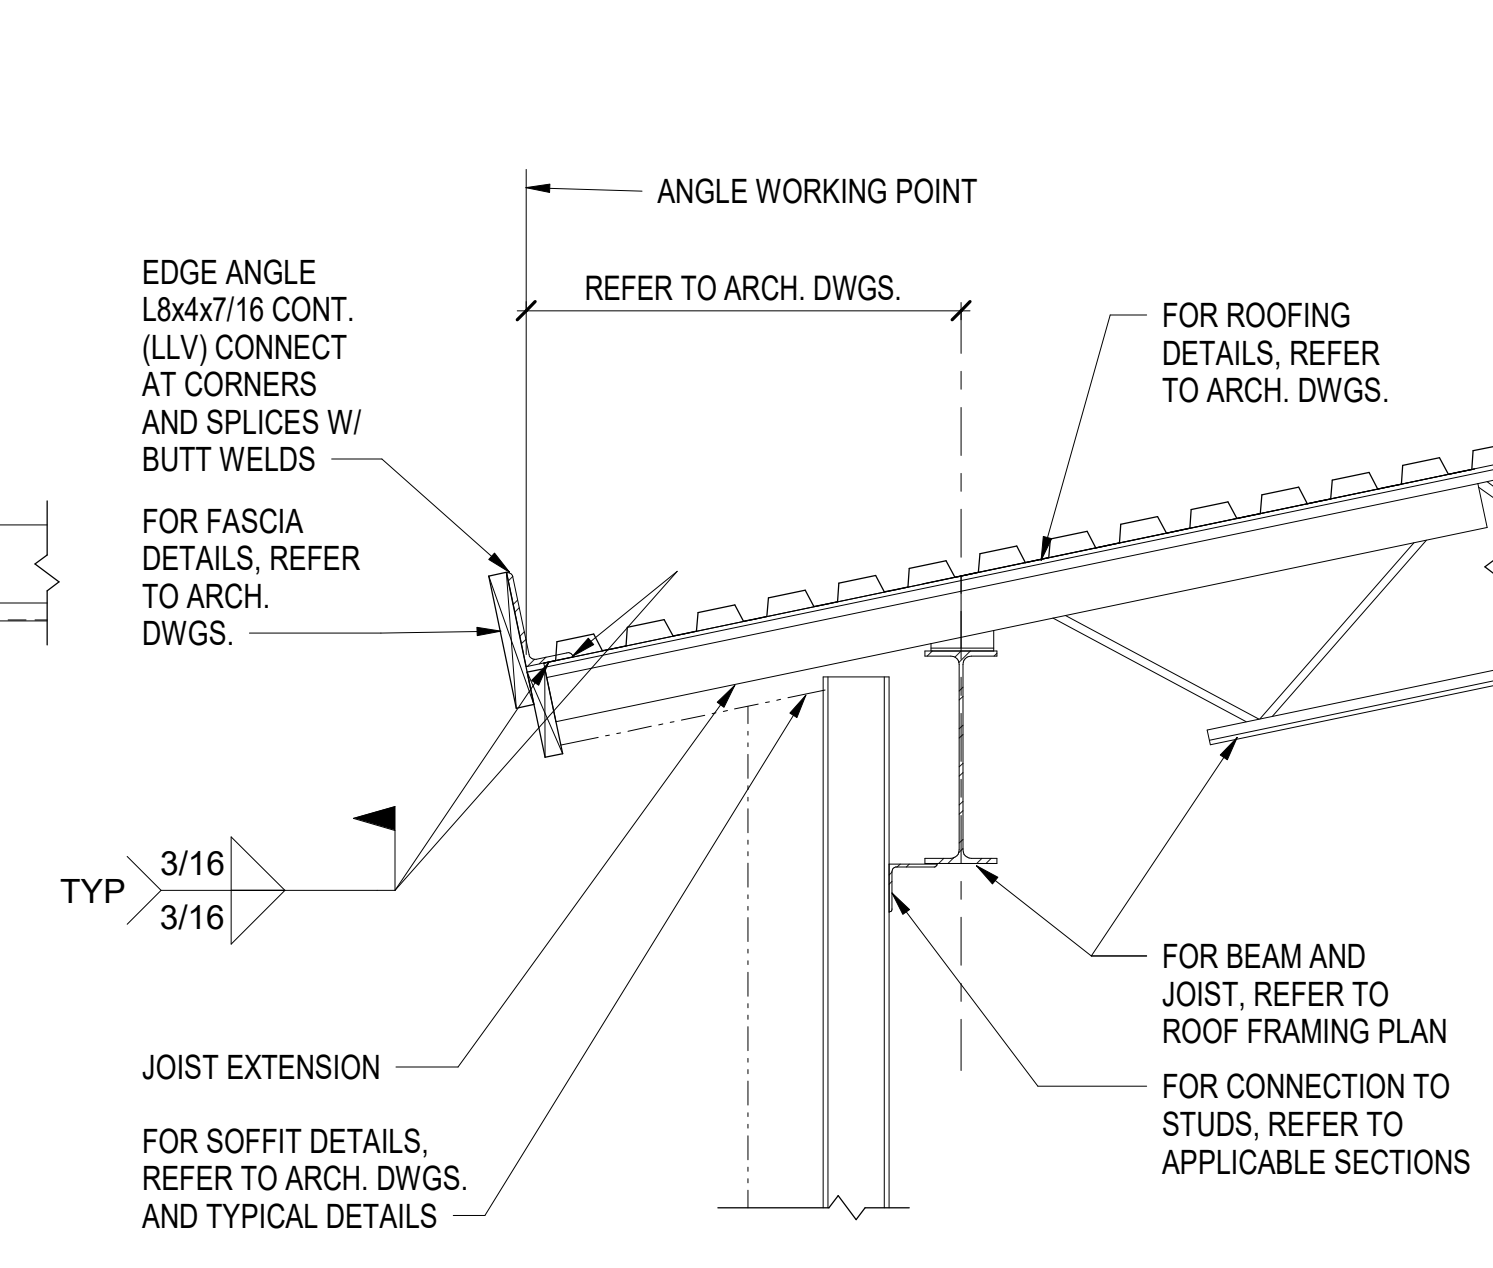 ANGLE WORKING POINT
EDGE ANGLE
L8x4x7/16 CONT.
(LLV) CONNECT
AT CORNERS
AND SPLICES W/
BUTT WELDS
REFER TO ARCH. DWGS.
FOR ROOFING
DETAILS, REFER
TO ARCH. DWGS.
FOR FASCIA
DETAILS, REFER
TO ARCH.
DWGS.
TYP
3/16
3/16
JOIST EXTENSION
FOR SOFFIT DETAILS,
REFER TO ARCH. DWGS.
AND TYPICAL DETAILS
FOR BEAM AND
JOIST, REFER TO
ROOF FRAMING PLAN
FOR CONNECTION TO
STUDS, REFER TO
APPLICABLE SECTIONS